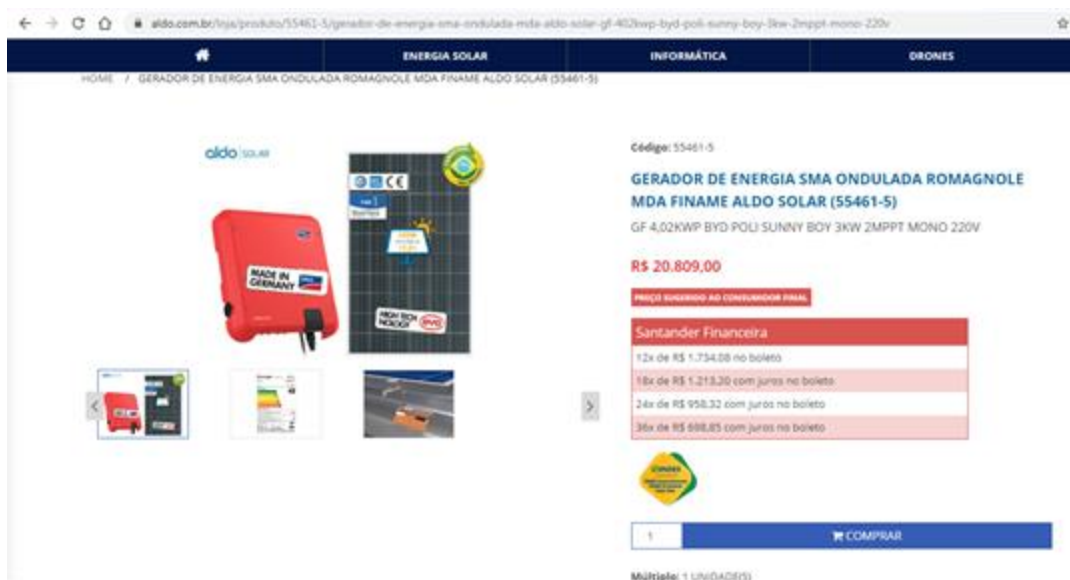 aldo.com.br/loja/produto/55461-5/gerador-de-energia-sma-ondulada-mda-aldo-solar-gf-402kwp-byd-poli-sunny-boy-3kw-2mppt-mono-220v
ENERGIA SOLAR
INFORMÁTICA
DRONES
HOME / GERADOR DE ENERGIA SMA ONDULADA ROMAGNOLE MDA FINAME ALDO SOLAR (55461-5)
aldo SOLAR
MADE IN
GERMANY
HIGH TECH
NOLOGY BYD
Código: 55461-5
GERADOR DE ENERGIA SMA ONDULADA ROMAGNOLE
MDA FINAME ALDO SOLAR (55461-5)
GF 4,02KWP BYD POLI SUNNY BOY 3KW 2MPPT MONO 220V
R$ 20.809,00
PREÇO SUGERIDO AO CONSUMIDOR FINAL
Santander Financeira
12x de R$ 1.734,08 no boleto
18x de R$ 1.213,20 com juros no boleto
24x de R$ 958,32 com juros no boleto
36x de R$ 698,85 com juros no boleto
1
COMPRAR
Múltiplo: 1 UNIDADE(S)